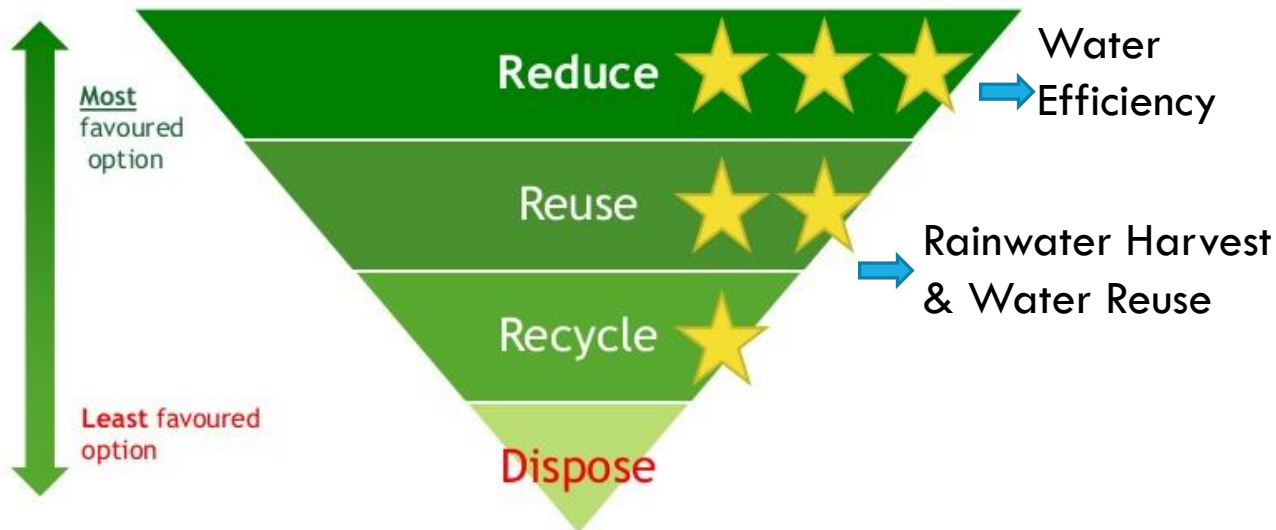 Reduce
Water
Efficiency
Most
favoured
option
Reuse
Rainwater Harvest
& Water Reuse
Recycle
Least favoured
option
Dispose